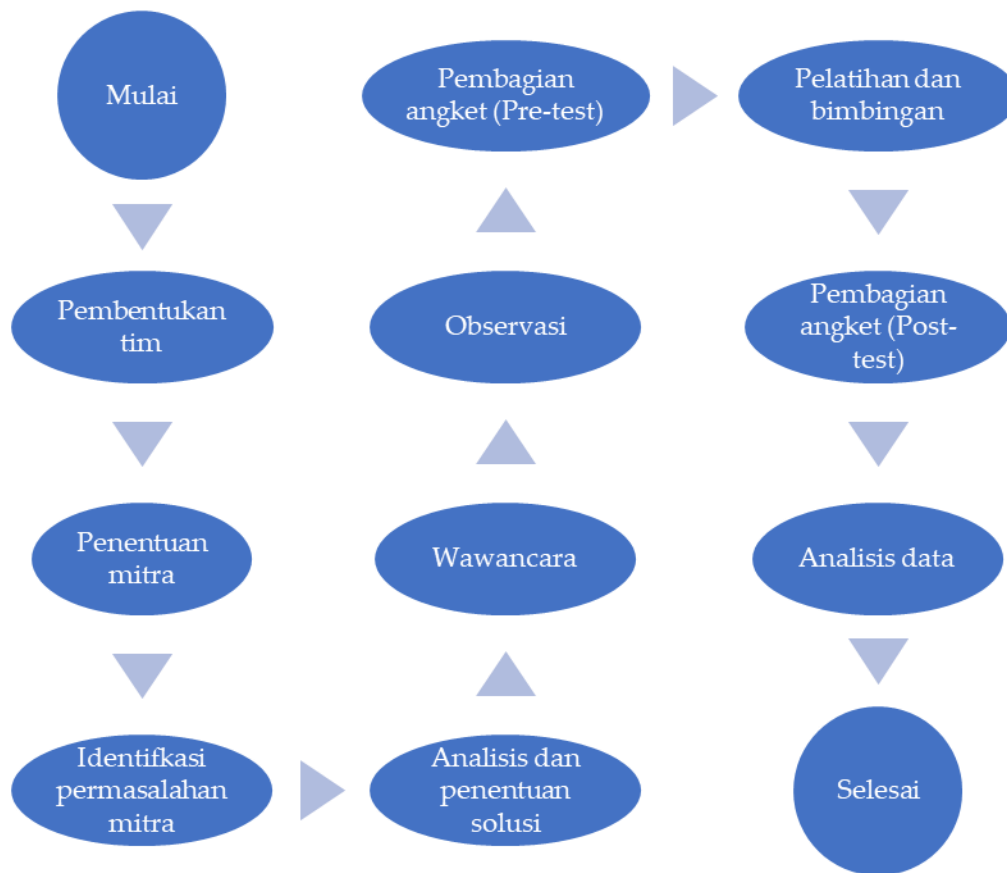 Mulai
Pembentukan
tim
Penentuan
mitra
Identifkasi
permasalahan
mitra
Analisis dan
penentuan
solusi
Wawancara
Observasi
Pembagian
angket (Pre-test)
Pelatihan dan
bimbingan
Pembagian
angket (Post-
test)
Analisis data
Selesai